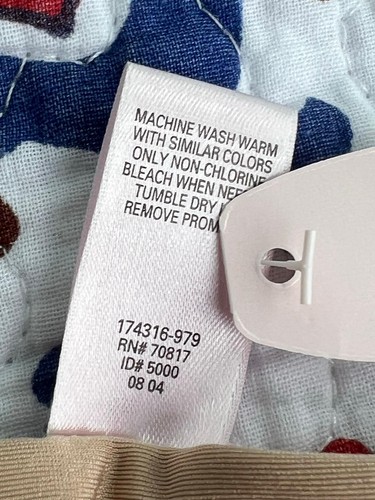 MACHINE WASH WARM
WITH SIMILAR COLORS
ONLY NON-CHLORINE
BLEACH WHEN
TUMBLE DRY
REMOVE
174316-979
RN# 70817
ID# 5000
08 04